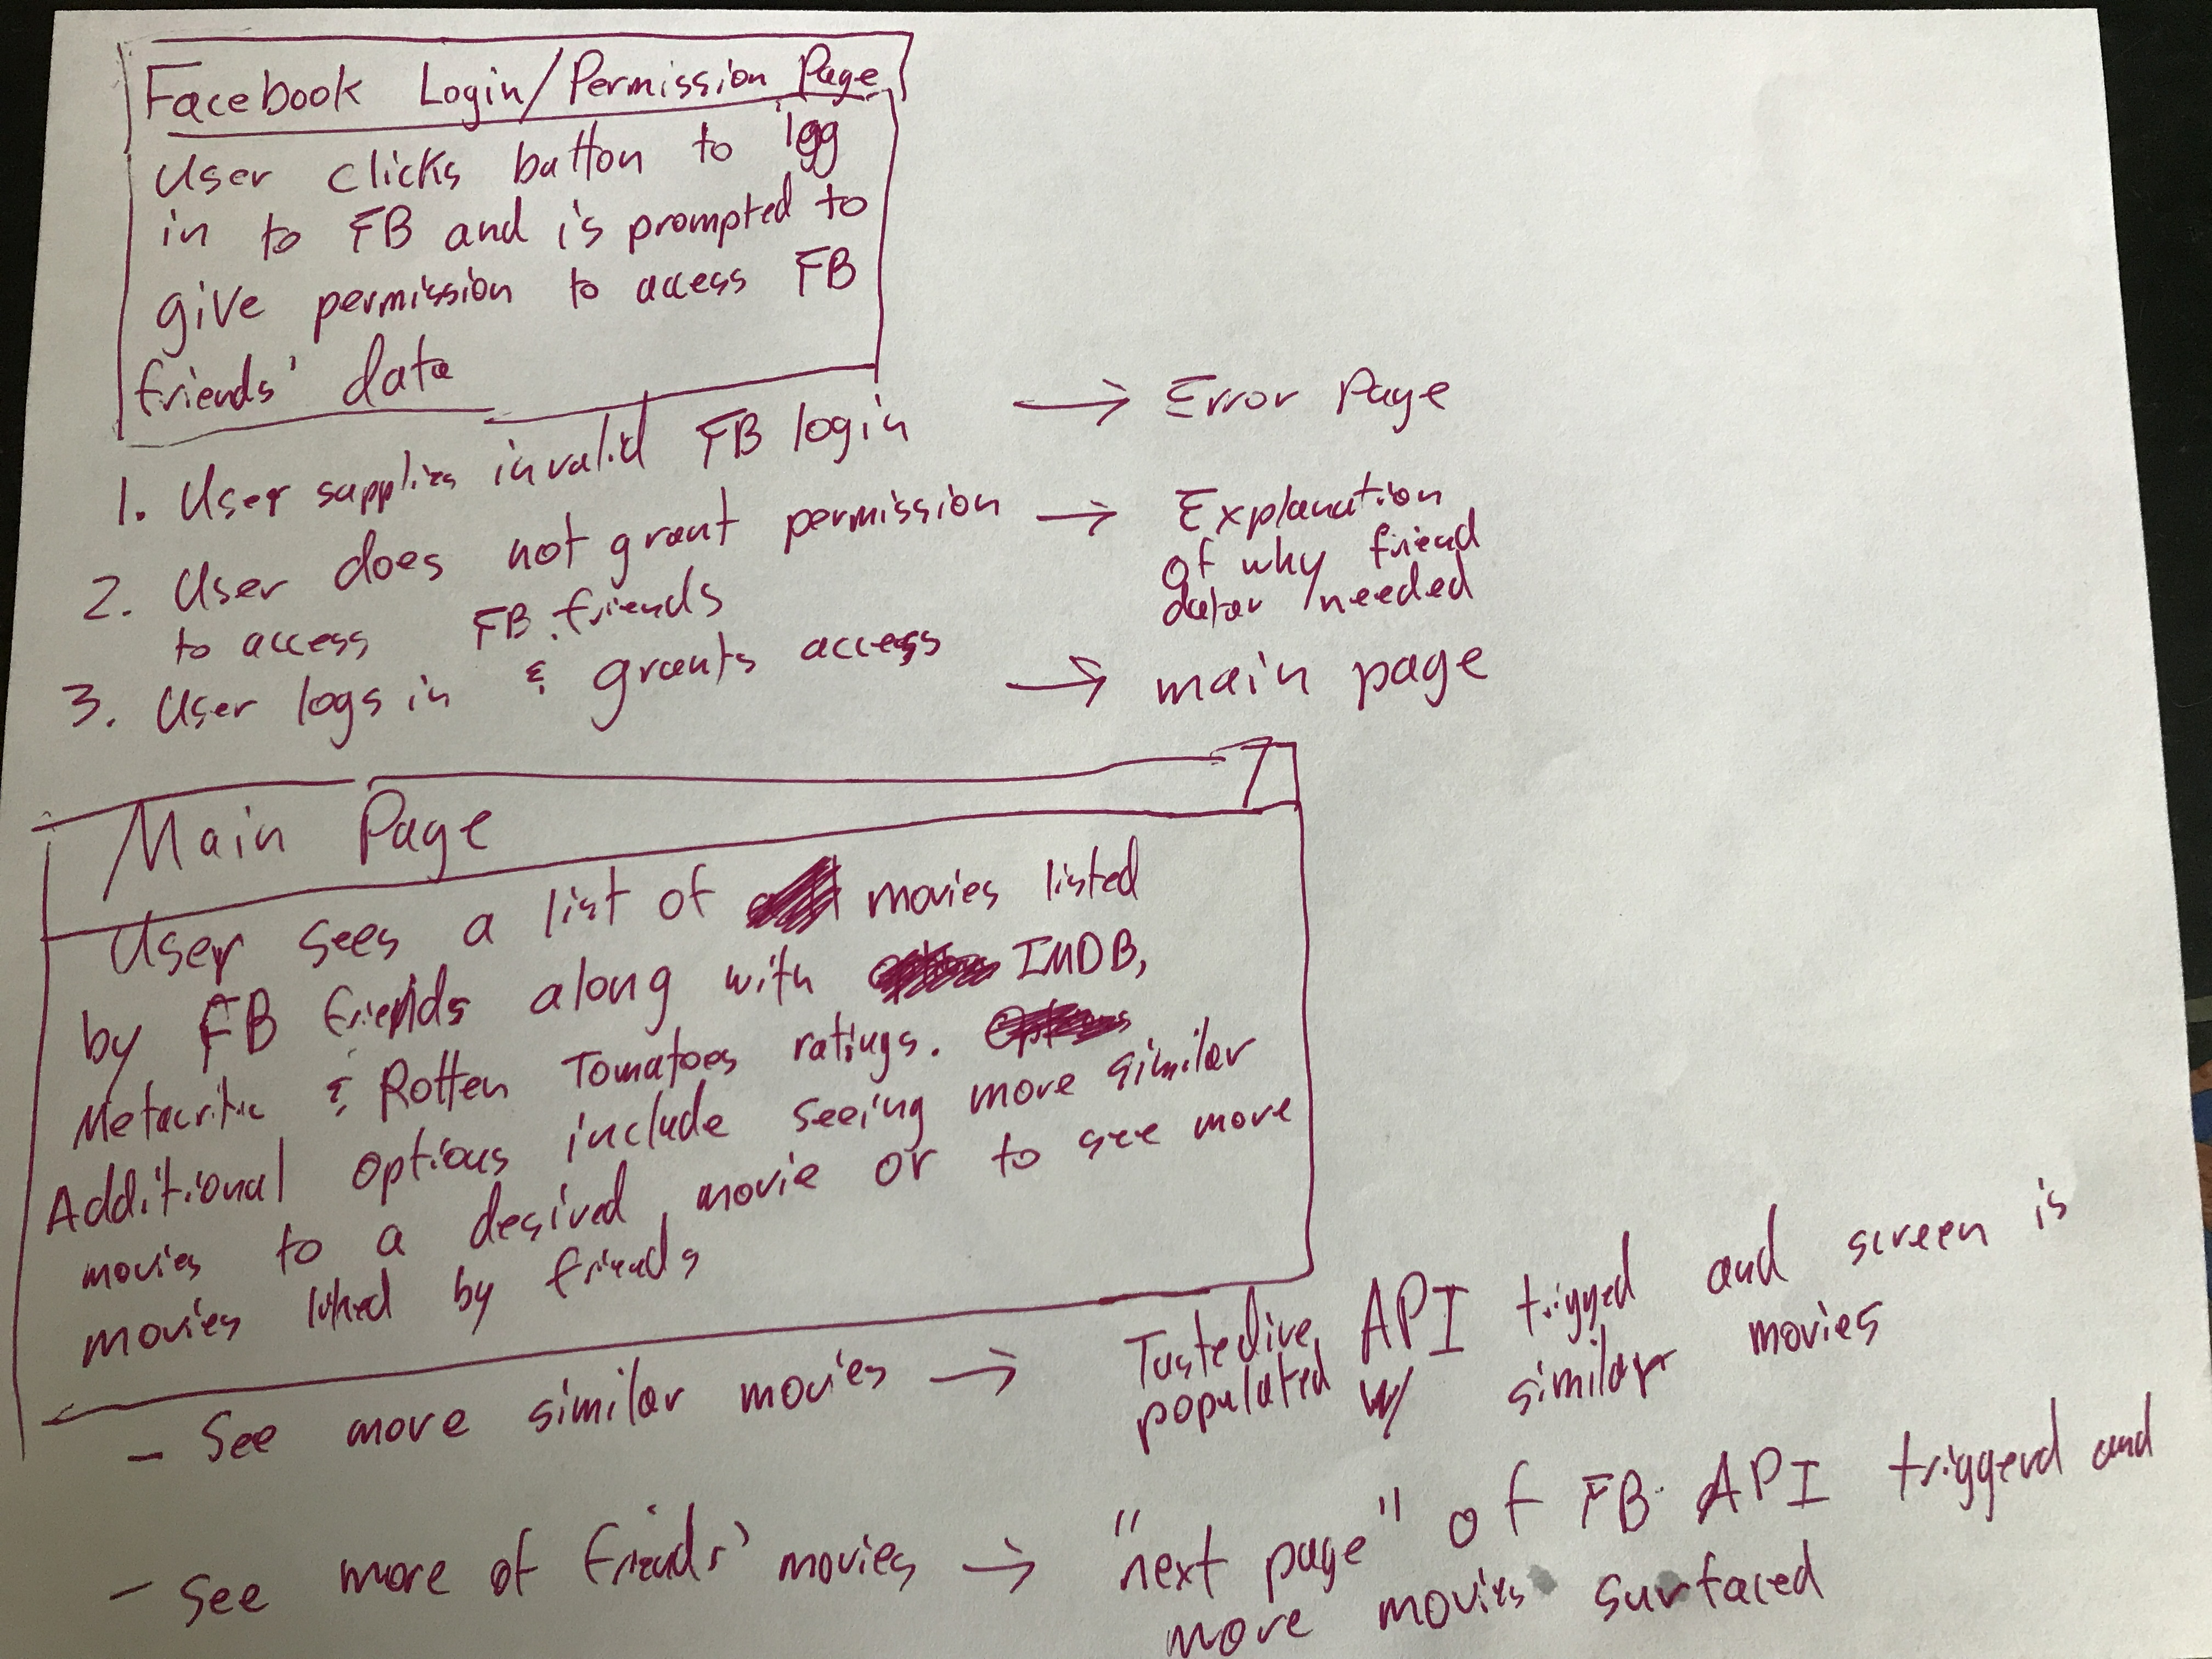 Facebook Login/Permission Page
User clicks button to log
in to FB and is prompted to
give permission to access FB
friends' data
1. User supplies invalid FB login → Error Page
2. User does not grant permission → Explanation
to access FB friends
of why friend
data needed
3. User logs in & grants access → main page
Main Page
User sees a list of movies listed
by FB friends along with IMDB,
Metacritic & Rotten Tomatoes ratings.
Additional options include seeing more similar
movies to a desired movie or to see more
movies liked by friends
- See more similar movies → Tastedive API trigged and screen is
populated w/ similar movies
- See more of friends' movies → "next page" of FB API triggered and
more movies surfaced